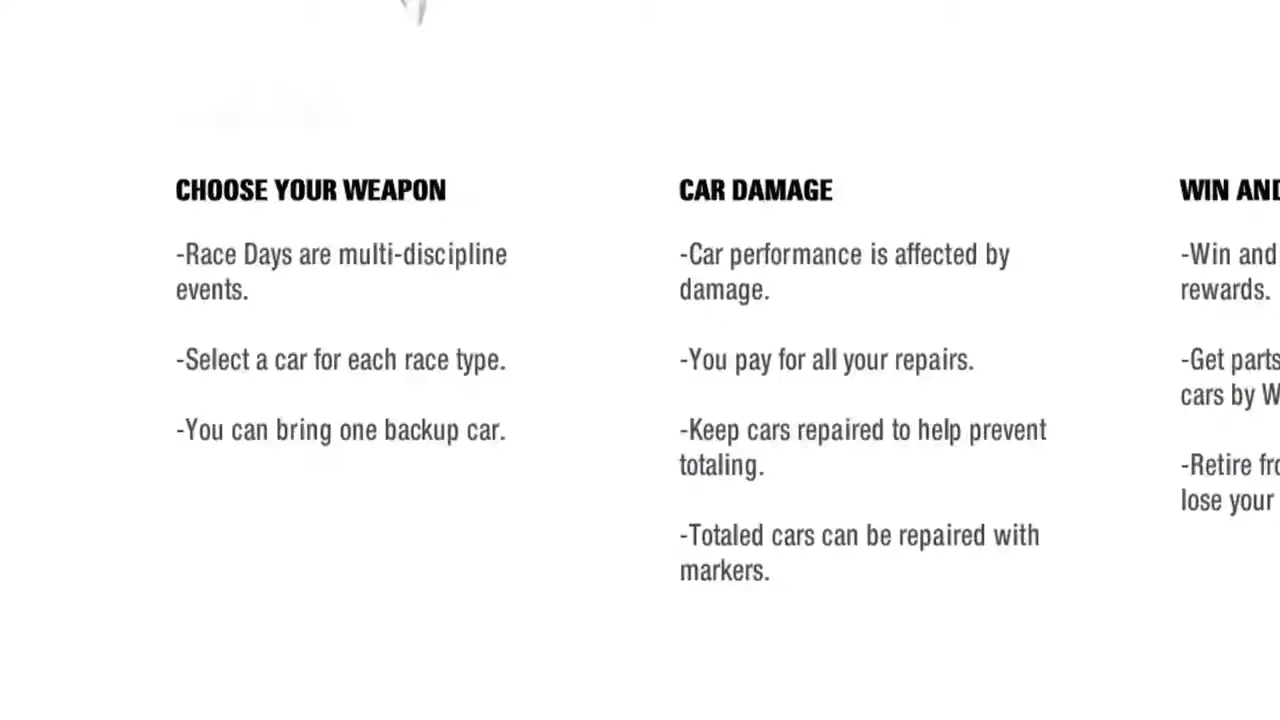 CHOOSE YOUR WEAPON
-Race Days are multi-discipline
events.
-Select a car for each race type.
-You can bring one backup car.
CAR DAMAGE
-Car performance is affected by
damage.
-You pay for all your repairs.
-Keep cars repaired to help prevent
totaling.
-Totaled cars can be repaired with
markers.
WIN AND
-Win and
rewards.
-Get parts
cars by
-Retire
lose your